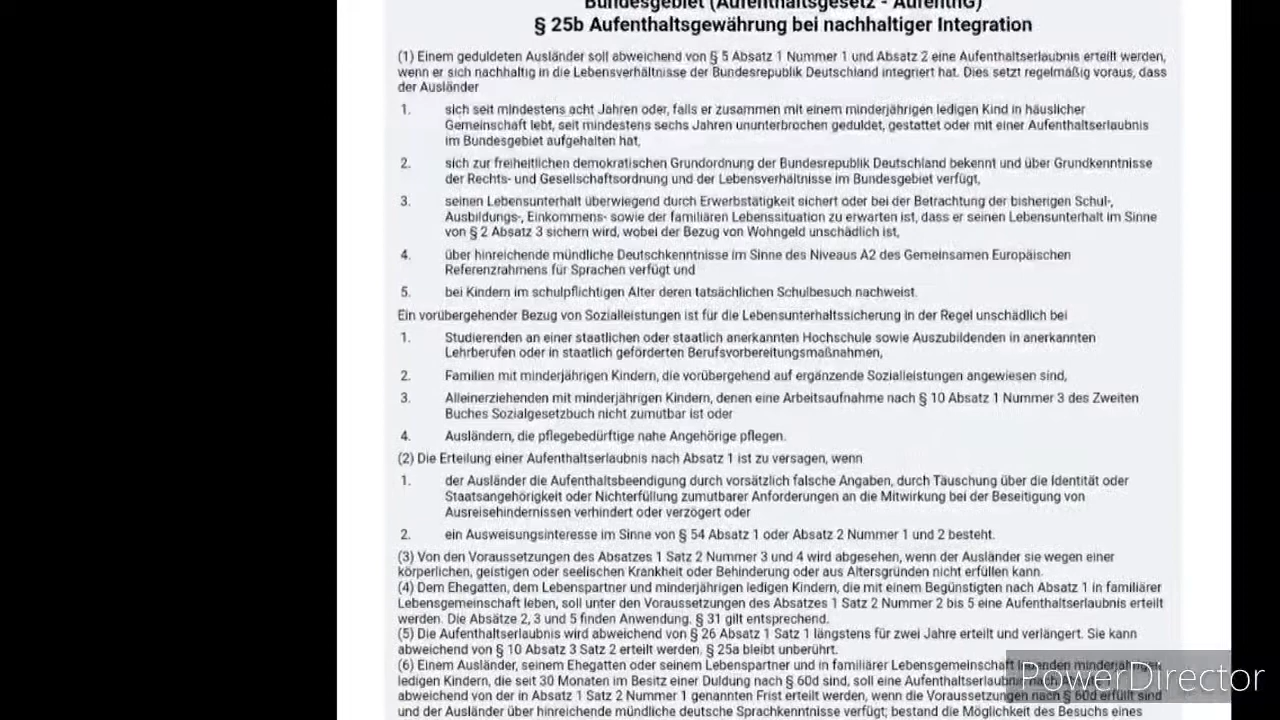 Bundesgebiet (Aufenthaltsgesetz - AufenthG)
§ 25b Aufenthaltsgewährung bei nachhaltiger Integration
(1) Einem geduldeten Ausländer soll abweichend von § 5 Absatz 1 Nummer 1 und Absatz 2 eine Aufenthaltserlaubnis erteilt werden,
wenn er sich nachhaltig in die Lebensverhältnisse der Bundesrepublik Deutschland integriert hat. Dies setzt regelmäßig voraus, dass
der Ausländer
1. sich seit mindestens acht Jahren oder, falls er zusammen mit einem minderjährigen ledigen Kind in häuslicher
Gemeinschaft lebt, seit mindestens sechs Jahren ununterbrochen geduldet, gestattet oder mit einer Aufenthaltserlaubnis
im Bundesgebiet aufgehalten hat,
2. sich zur freiheitlichen demokratischen Grundordnung der Bundesrepublik Deutschland bekennt und über Grundkenntnisse
der Rechts- und Gesellschaftsordnung und der Lebensverhältnisse im Bundesgebiet verfügt,
3. seinen Lebensunterhalt überwiegend durch Erwerbstätigkeit sichert oder bei der Betrachtung der bisherigen Schul-,
Ausbildungs-, Einkommens- sowie der familiären Lebenssituation zu erwarten ist, dass er seinen Lebensunterhalt im Sinne
von § 2 Absatz 3 sichern wird, wobei der Bezug von Wohngeld unschädlich ist,
4. über hinreichende mündliche Deutschkenntnisse im Sinne des Niveaus A2 des Gemeinsamen Europäischen
Referenzrahmens für Sprachen verfügt und
5. bei Kindern im schulpflichtigen Alter deren tatsächlichen Schulbesuch nachweist.
Ein vorübergehender Bezug von Sozialleistungen ist für die Lebensunterhaltssicherung in der Regel unschädlich bei
1. Studierenden an einer staatlichen oder staatlich anerkannten Hochschule sowie Auszubildenden in anerkannten
Lehrberufen oder in staatlich geförderten Berufsvorbereitungsmaßnahmen,
2. Familien mit minderjährigen Kindern, die vorübergehend auf ergänzende Sozialleistungen angewiesen sind,
3. Alleinerziehenden mit minderjährigen Kindern, denen eine Arbeitsaufnahme nach § 10 Absatz 1 Nummer 3 des Zweiten
Buches Sozialgesetzbuch nicht zumutbar ist oder
4. Ausländern, die pflegebedürftige nahe Angehörige pflegen.
(2) Die Erteilung einer Aufenthaltserlaubnis nach Absatz 1 ist zu versagen, wenn
1. der Ausländer die Aufenthaltsbeendigung durch vorsätzlich falsche Angaben, durch Täuschung über die Identität oder
Staatsangehörigkeit oder Nichterfüllung zumutbarer Anforderungen an die Mitwirkung bei der Beseitigung von
Ausreisehindernissen verhindert oder verzögert oder
2. ein Ausweisungsinteresse im Sinne von § 54 Absatz 1 oder Absatz 2 Nummer 1 und 2 besteht.
(3) Von den Voraussetzungen des Absatzes 1 Satz 2 Nummer 3 und 4 wird abgesehen, wenn der Ausländer sie wegen einer
körperlichen, geistigen oder seelischen Krankheit oder Behinderung oder aus Altersgründen nicht erfüllen kann.
(4) Dem Ehegatten, dem Lebenspartner und minderjährigen ledigen Kindern, die mit einem Begünstigten nach Absatz 1 in familiärer
Lebensgemeinschaft leben, soll unter den Voraussetzungen des Absatzes 1 Satz 2 Nummer 2 bis 5 eine Aufenthaltserlaubnis erteilt
werden. Die Absätze 2, 3 und 5 finden Anwendung. § 31 gilt entsprechend.
(5) Die Aufenthaltserlaubnis wird abweichend von § 26 Absatz 1 Satz 1 längstens für zwei Jahre erteilt und verlängert. Sie kann
abweichend von § 10 Absatz 3 Satz 2 erteilt werden. § 25a bleibt unberührt.
(6) Einem Ausländer, seinem Ehegatten oder seinem Lebenspartner und in familiärer Lebensgemeinschaft lebenden minderjährigen
ledigen Kindern, die seit 30 Monaten im Besitz einer Duldung nach § 60d sind, soll eine Aufenthaltserlaubnis nach
abweichend von der in Absatz 1 Satz 2 Nummer 1 genannten Frist erteilt werden, wenn die Voraussetzungen nach § 60d erfüllt sind
und der Ausländer über hinreichende mündliche deutsche Sprachkenntnisse verfügt; bestand die Möglichkeit des Besuchs eines
PowerDirector